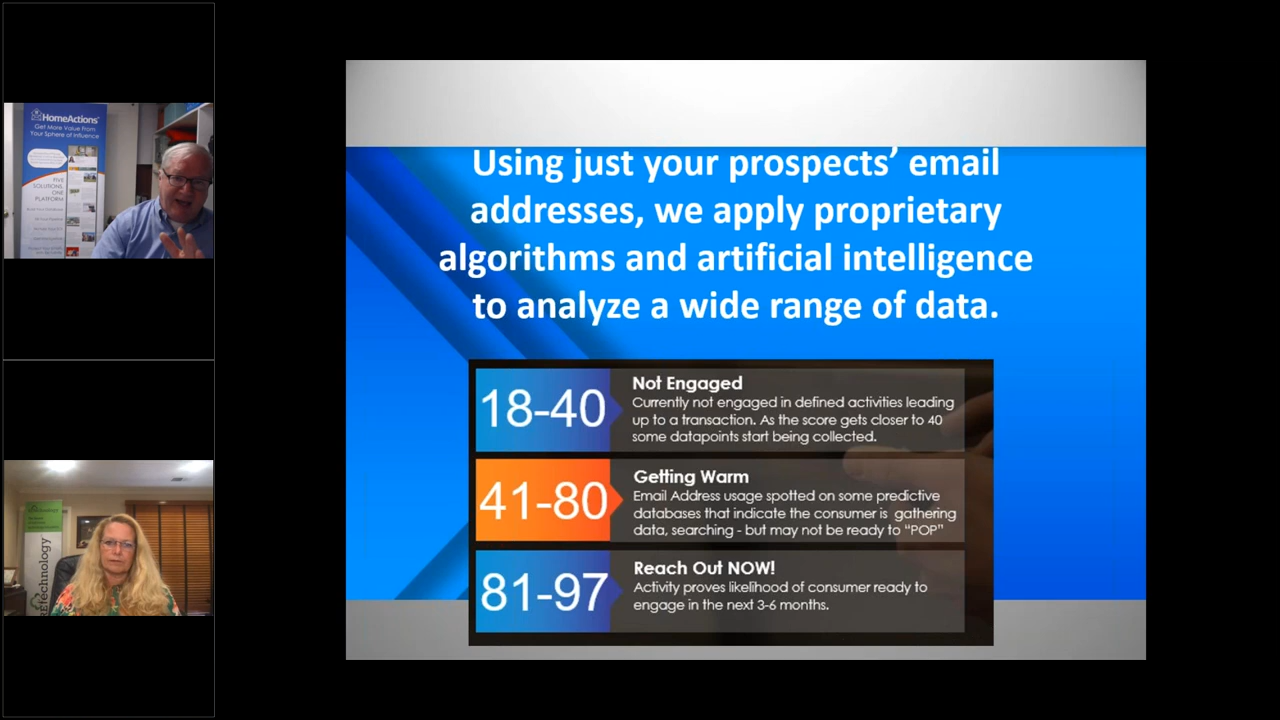 HomeActions
Get More Value From
Your Sphere of Influence
FIVE
SOLUTIONS,
ONE
PLATFORM
REtechnology
Using just your prospects’ email
addresses, we apply proprietary
algorithms and artificial intelligence
to analyze a wide range of data.
18-40
Not Engaged
Currently not engaged in defined activities leading
up to a transaction. As the score gets closer to 40
some datapoints start being collected.
41-80
Getting Warm
Email Address usage spotted on some predictive
databases that indicate the consumer is gathering
data, searching - but may not be ready to “POP”
81-97
Reach Out NOW!
Activity proves likelihood of consumer ready to
engage in the next 3-6 months.